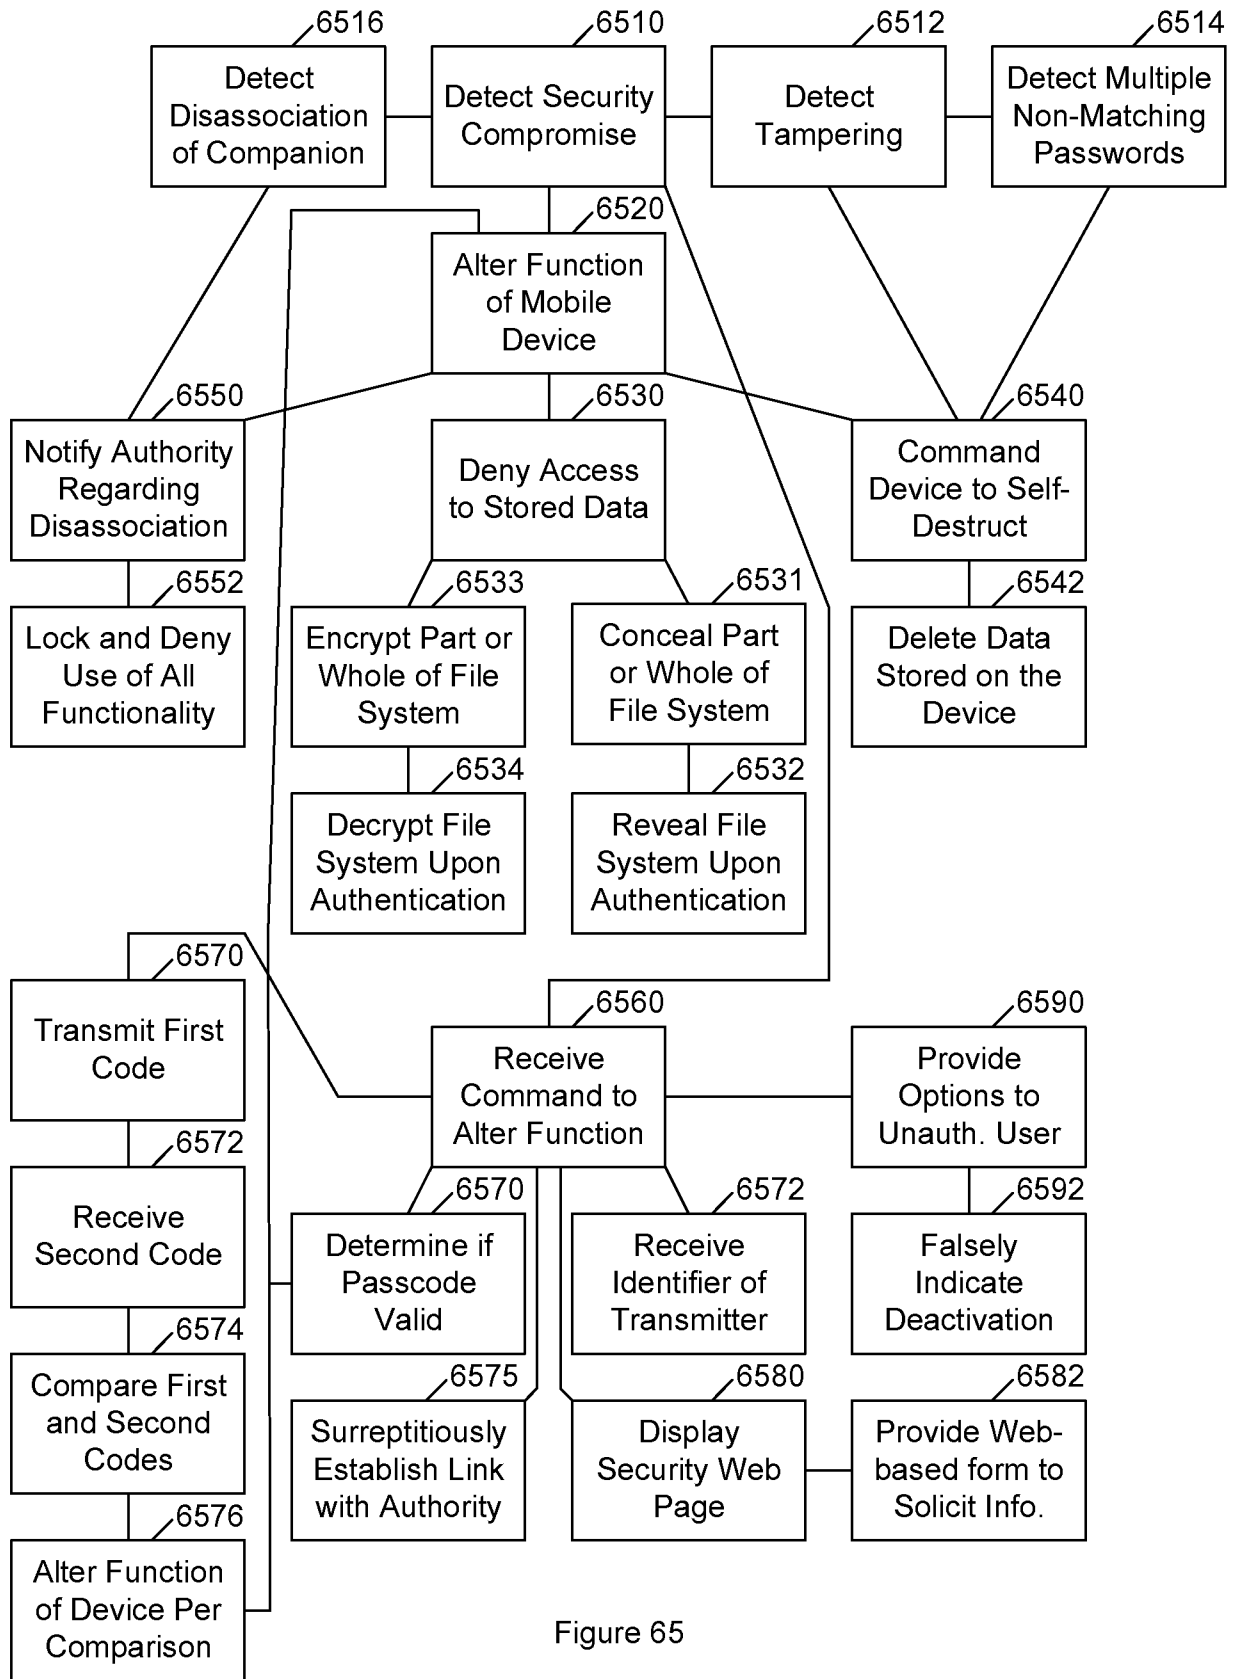 6516
Detect
Disassociation
of Companion
6510
Detect Security
Compromise
6512
Detect
Tampering
6514
Detect Multiple
Non-Matching
Passwords
6520
Alter Function
of Mobile
Device
6550
Notify Authority
Regarding
Disassociation
6530
Deny Access
to Stored Data
6540
Command
Device to Self-
Destruct
6552
Lock and Deny
Use of All
Functionality
6533
Encrypt Part or
Whole of File
System
6531
Conceal Part
or Whole of
File System
6542
Delete Data
Stored on the
Device
6534
Decrypt File
System Upon
Authentication
6532
Reveal File
System Upon
Authentication
6570
Transmit First
Code
6560
Receive
Command to
Alter Function
6590
Provide
Options to
Unauth. User
6572
Receive
Second Code
6570
Determine if
Passcode
Valid
6572
Receive
Identifier of
Transmitter
6592
Falsely
Indicate
Deactivation
6574
Compare First
and Second
Codes
6575
Surreptitiously
Establish Link
with Authority
6580
Display
Security Web
Page
6582
Provide Web-
based form to
Solicit Info.
6576
Alter Function
of Device Per
Comparison
Figure 65